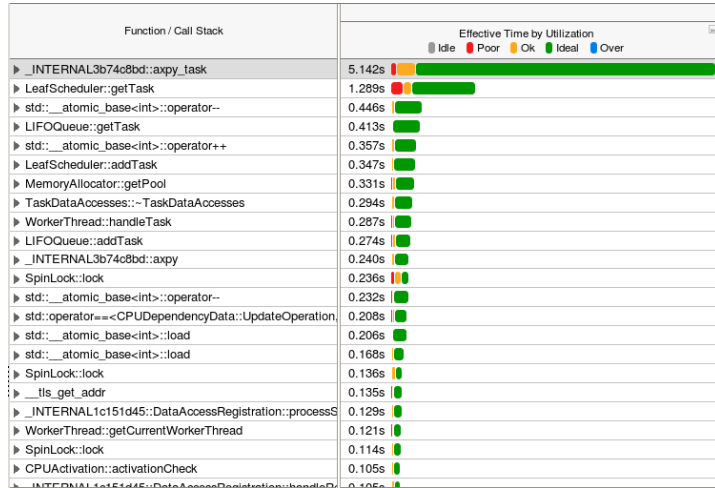 Function / Call Stack
Effective Time by Utilization
Idle Poor Ok Ideal Over
_INTERNAL3b74c8bd::axpy_task 5.142s
LeafScheduler::getTask 1.289s
std::__atomic_base<int>::operator-- 0.446s
LIFOQueue::getTask 0.413s
std::__atomic_base<int>::operator++ 0.357s
LeafScheduler::addTask 0.347s
MemoryAllocator::getPool 0.331s
TaskDataAccesses::~TaskDataAccesses 0.294s
WorkerThread::handleTask 0.287s
LIFOQueue::addTask 0.274s
_INTERNAL3b74c8bd::axpy 0.240s
SpinLock::lock 0.236s
std::__atomic_base<int>::operator-- 0.232s
std::operator==<CPUDependencyData::UpdateOperation, 0.208s
std::__atomic_base<int>::load 0.206s
std::__atomic_base<int>::load 0.168s
SpinLock::lock 0.136s
__tls_get_addr 0.135s
_INTERNAL1c151d45::DataAccessRegistration::processS 0.129s
WorkerThread::getCurrentWorkerThread 0.121s
SpinLock::lock 0.114s
CPUActivation::activationCheck 0.105s
_INTERNAL1c151d45::DataAccessRegistration::handleR 0.105s